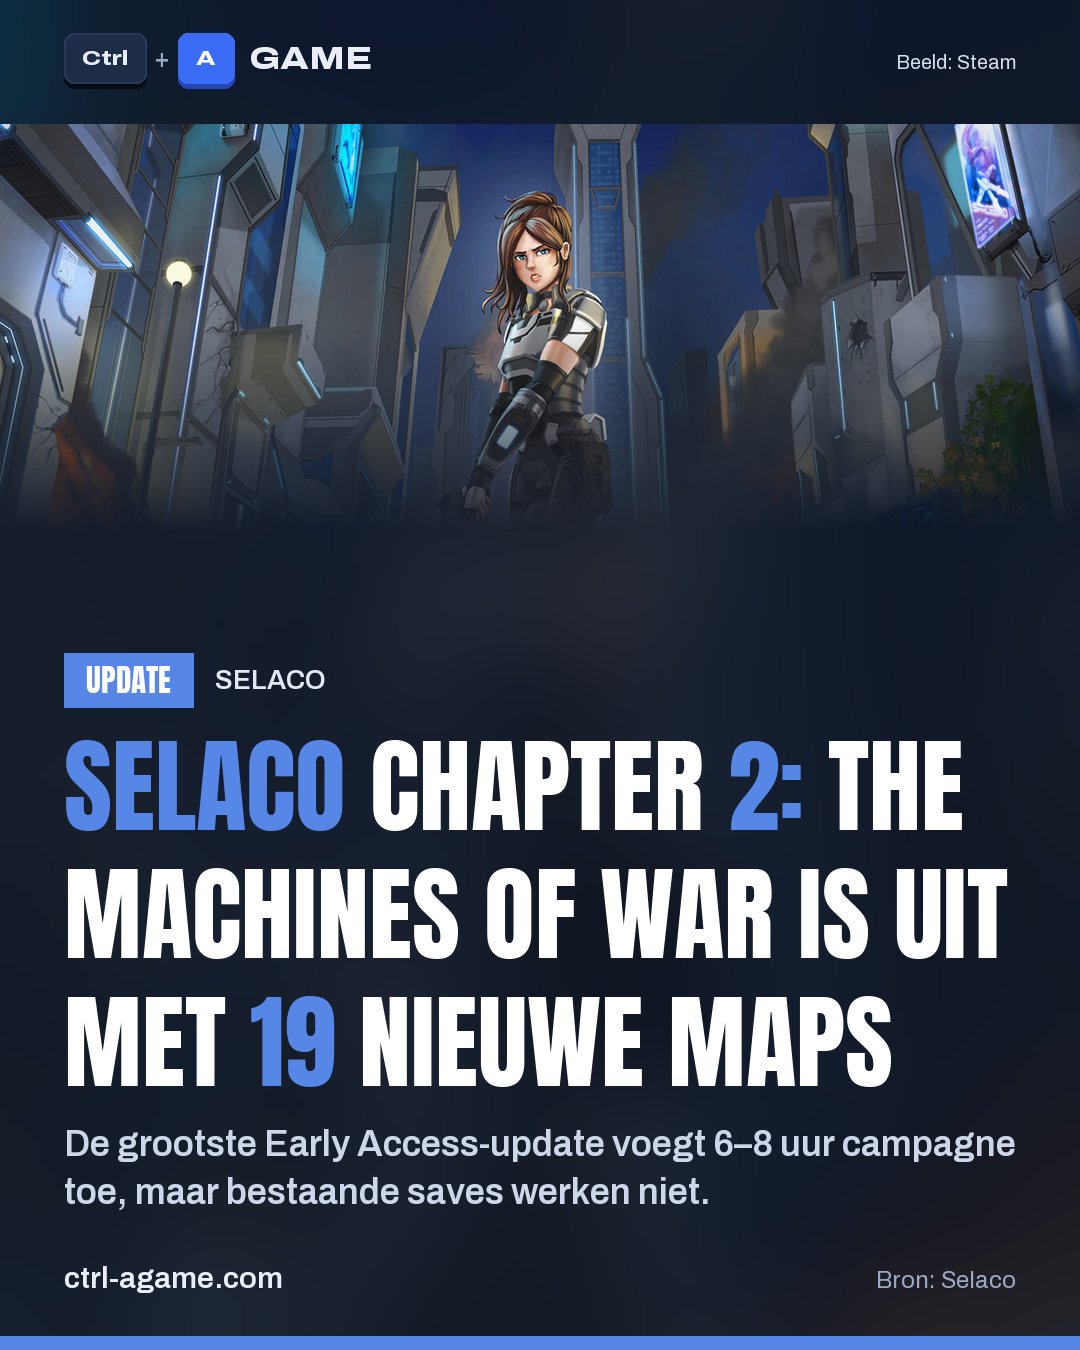 Ctrl + A GAME
Beeld: Steam
UPDATE SELACO
SELACO CHAPTER 2: THE
MACHINES OF WAR IS UIT
MET 19 NIEUWE MAPS
De grootste Early Access-update voegt 6–8 uur campagne
toe, maar bestaande saves werken niet.
ctrl-agame.com
Bron: Selaco